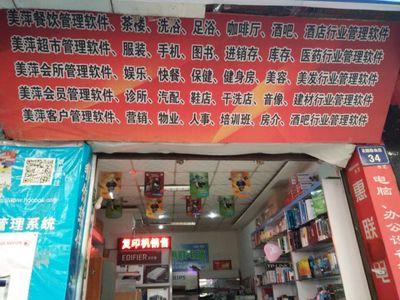 美萍餐饮管理软件、茶楼、洗浴、足浴、咖啡厅、酒吧、酒店行业管理软件
美萍超市管理软件、服装、手机、图书、进销存、库存、医药行业管理软件
美萍会所管理软件、娱乐、快餐、保健、健身房、美容、美发行业管理软件
美萍会员管理软件、诊所、汽配、鞋店、干洗店、音像、建材行业管理软件
美萍客户管理软件、营销、物业、人事、培训班、房介、酒吧行业管理软件
34
惠联
电脑、办公设
管理系统
复印机销售
EDIFIER